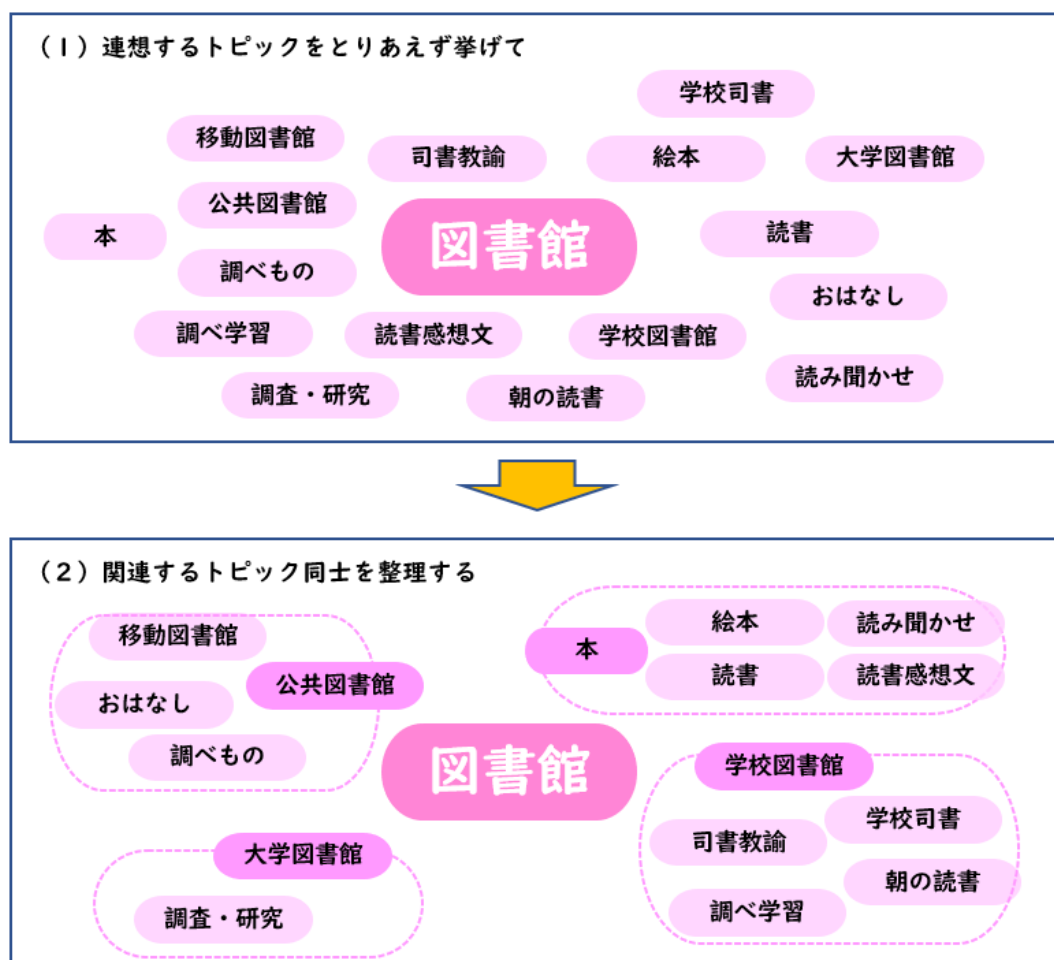 （１）連想するトピックをとりあえず挙げて
学校司書
移動図書館
司書教諭
絵本
大学図書館
公共図書館
本
図書館
読書
調べもの
おはなし
調べ学習
読書感想文
学校図書館
読み聞かせ
調査・研究
朝の読書
（２）関連するトピック同士を整理する
移動図書館
公共図書館
おはなし
調べもの
本
絵本
読み聞かせ
読書
読書感想文
図書館
学校図書館
学校司書
司書教諭
朝の読書
調べ学習
大学図書館
調査・研究